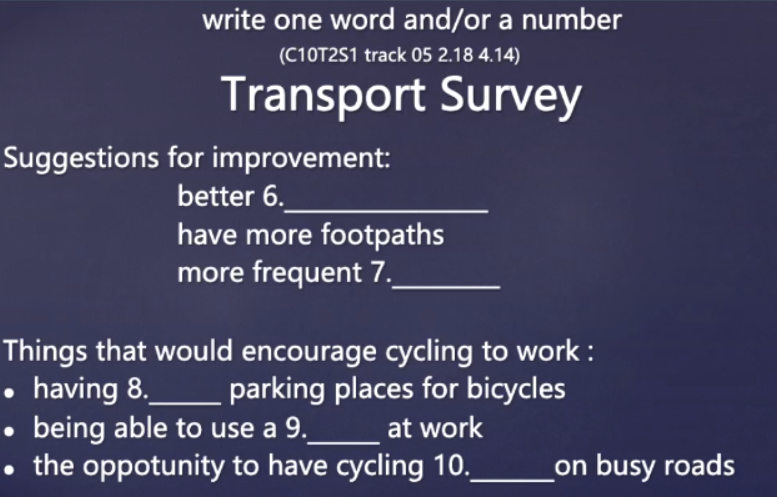 write one word and/or a number
(C10T2S1 track 05 2.18 4.14)
Transport Survey
Suggestions for improvement:
better 6.________________
have more footpaths
more frequent 7.________
Things that would encourage cycling to work :
• having 8._____ parking places for bicycles
• being able to use a 9._____ at work
• the oppotunity to have cycling 10.______on busy roads